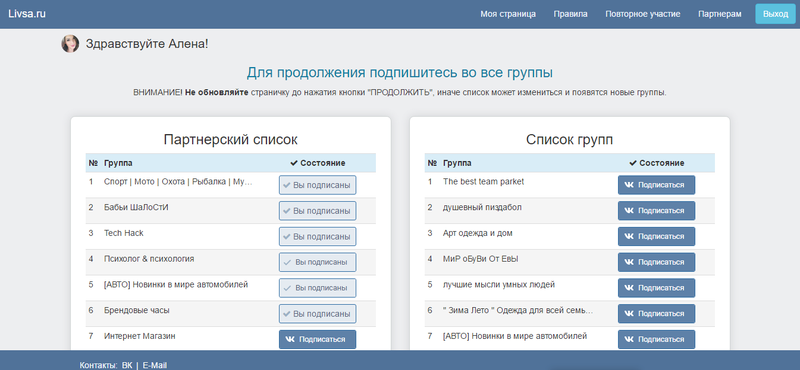 Livsa.ru
Моя страница Правила Повторное участие Партнерам Выход
Здравствуйте Алена!
Для продолжения подпишитесь во все группы
ВНИМАНИЕ! Не обновляйте страничку до нажатия кнопки "ПРОДОЛЖИТЬ", иначе список может измениться и появятся новые группы.
Партнерский список
№ Группа Состояние
1 Спорт | Мото | Охота | Рыбалка | Му... Вы подписаны
2 Бабьи ШаЛоСтИ Вы подписаны
3 Tech Hack Вы подписаны
4 Психолог & психология Вы подписаны
5 [АВТО] Новинки в мире автомобилей Вы подписаны
6 Брендовые часы Вы подписаны
7 Интернет Магазин Подписаться
Список групп
№ Группа Состояние
1 The best team parket Подписаться
2 душевный пиздабол Подписаться
3 Арт одежда и дом Подписаться
4 МиР оБуВи От ЕвЫ Подписаться
5 лучшие мысли умных людей Подписаться
6 " Зима Лето " Одежда для всей семь... Подписаться
7 [АВТО] Новинки в мире автомобилей Подписаться
Контакты: ВК | E-Mail